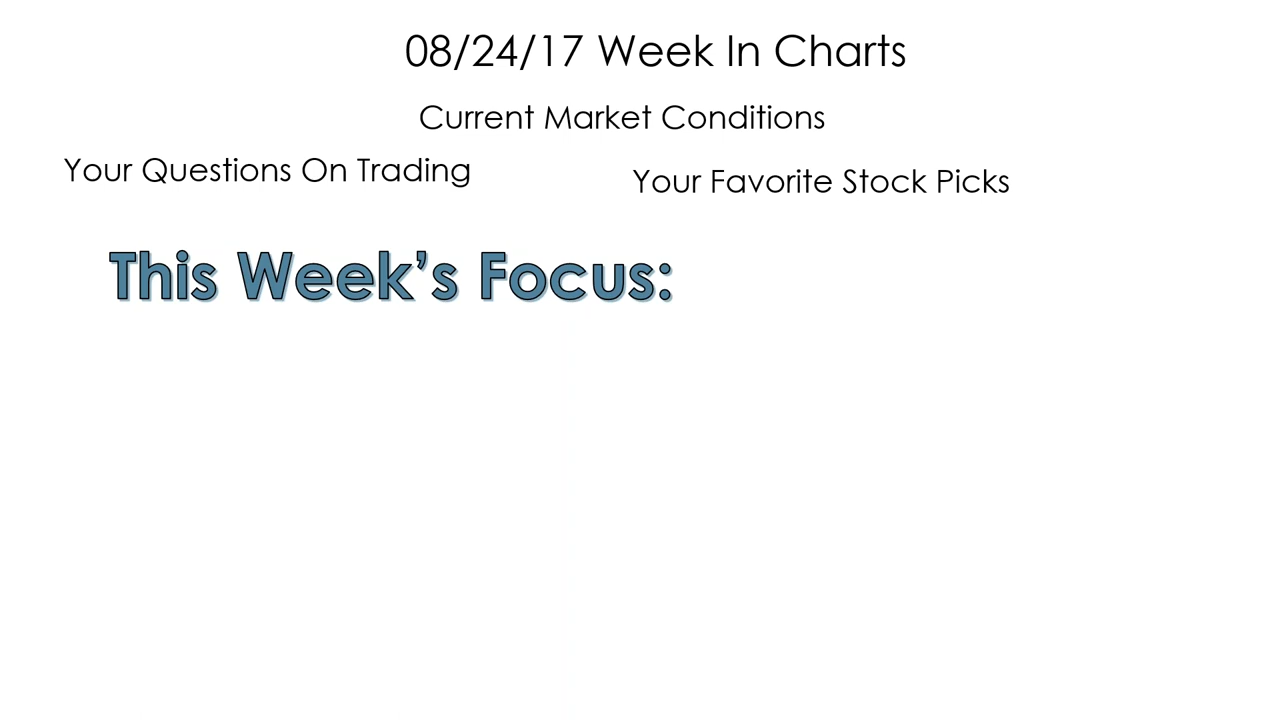 08/24/17 Week In Charts
Current Market Conditions
Your Questions On Trading
Your Favorite Stock Picks
This Week’s Focus: